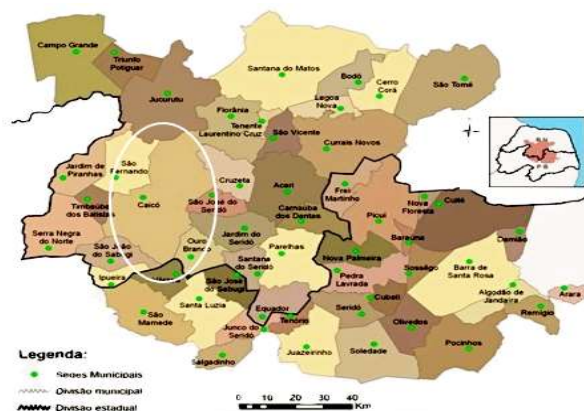 Campo Grande
Triunfo
Potiguar
Jucurutu
Santana do Matos
Bodó
Cerro
Corá
São Tomé
Lagoa
Nova
Florânia
Tenente
Laurentino Cruz
São Vicente
Currais Novos
Jardim de
Piranhas
São
Fernando
Timbaúba
dos Batistas
Caicó
Cruzeta
São José do
Seridó
Acari
Carnaúba
dos Dantas
Frei
Martinho
Picuí
Nova
Floresta
Cuité
Serra Negra
do Norte
São João
do Sabugi
Ipueira
Ouro
Branco
Jardim do
Seridó
Santana
do Seridó
Parelhas
Nova Palmeira
Baraúna
Damião
Pedra
Lavrada
Sossêgo
Barra de
Santa Rosa
Algodão de
Jandaíra
Arara
Remígio
São José
do Sabugi
Santa Luzia
São
Mamede
Equador
Junco do
Seridó
Tenório
Seridó
Cubati
Olivedos
Pocinhos
Salgadinho
Juazeirinho
Soledade
Legenda:
Sedes Municipais
Divisão municipal
Divisão estadual
20
40
Km